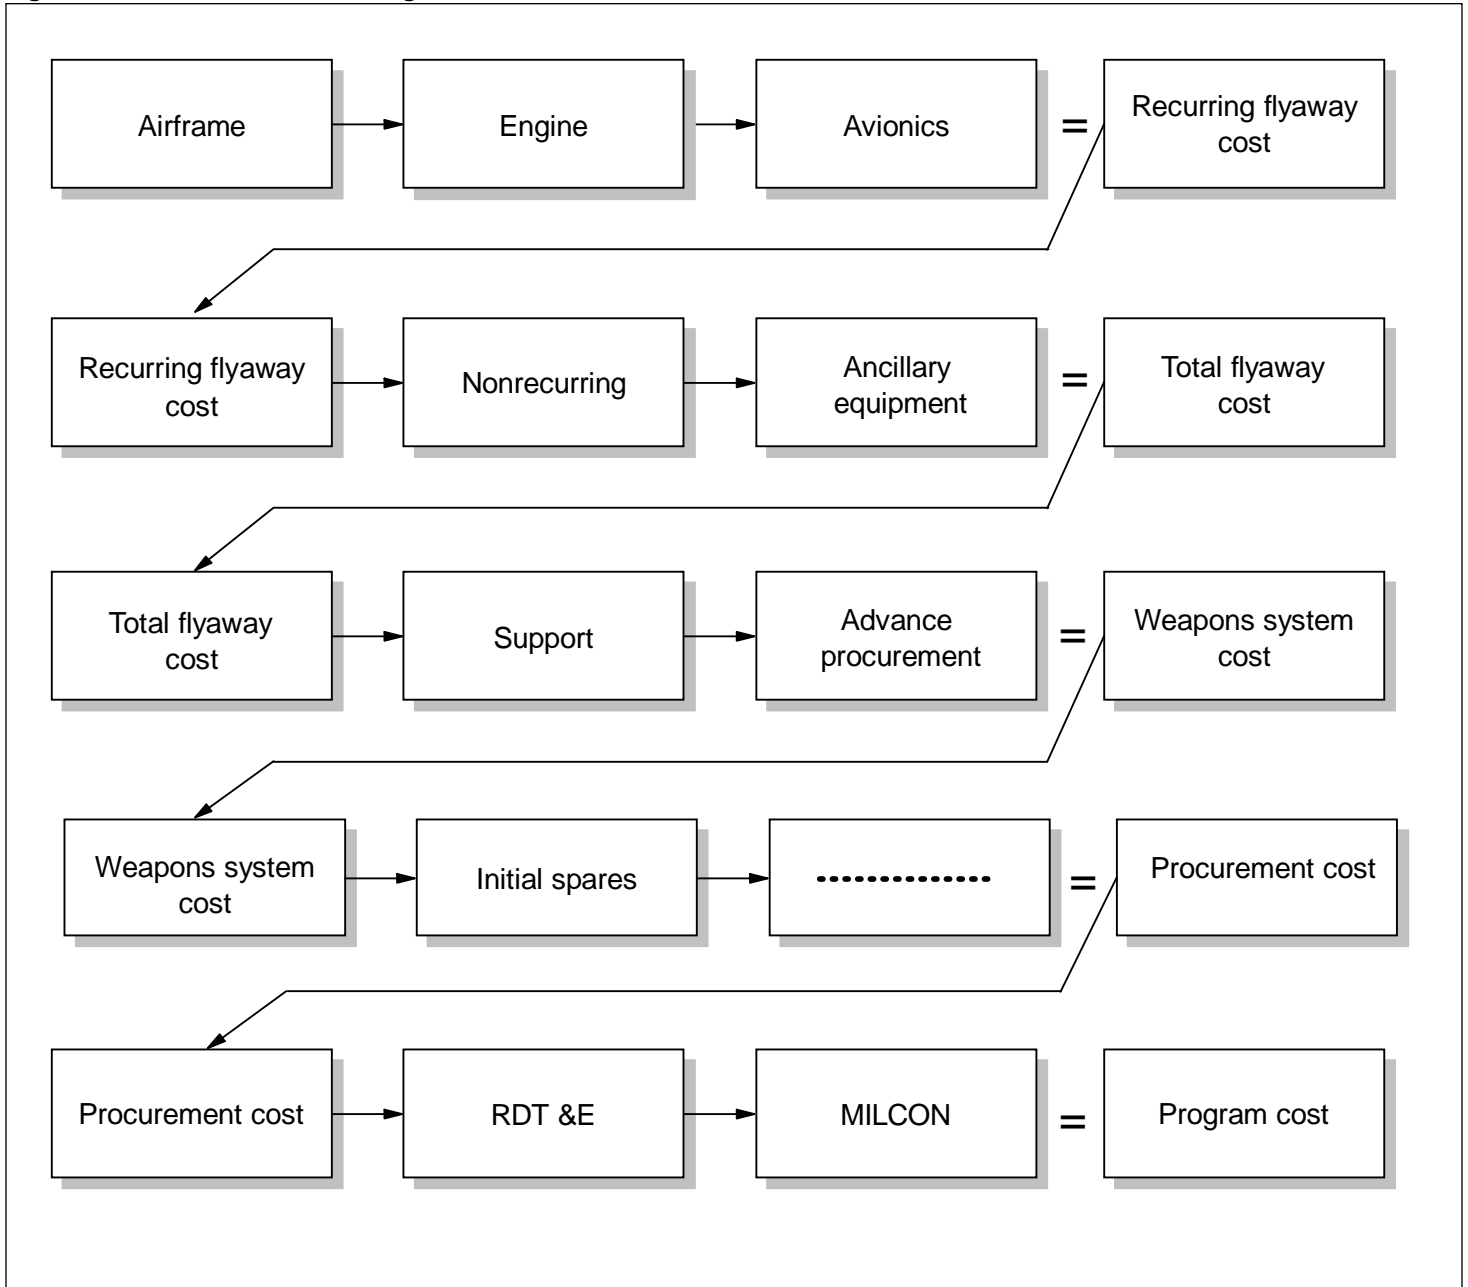 Airframe
Engine
Avionics
=
Recurring flyaway
cost
Recurring flyaway
cost
Nonrecurring
Ancillary
equipment
=
Total flyaway
cost
Total flyaway
cost
Support
Advance
procurement
=
Weapons system
cost
Weapons system
cost
Initial spares
=
Procurement cost
Procurement cost
RDT &E
MILCON
=
Program cost